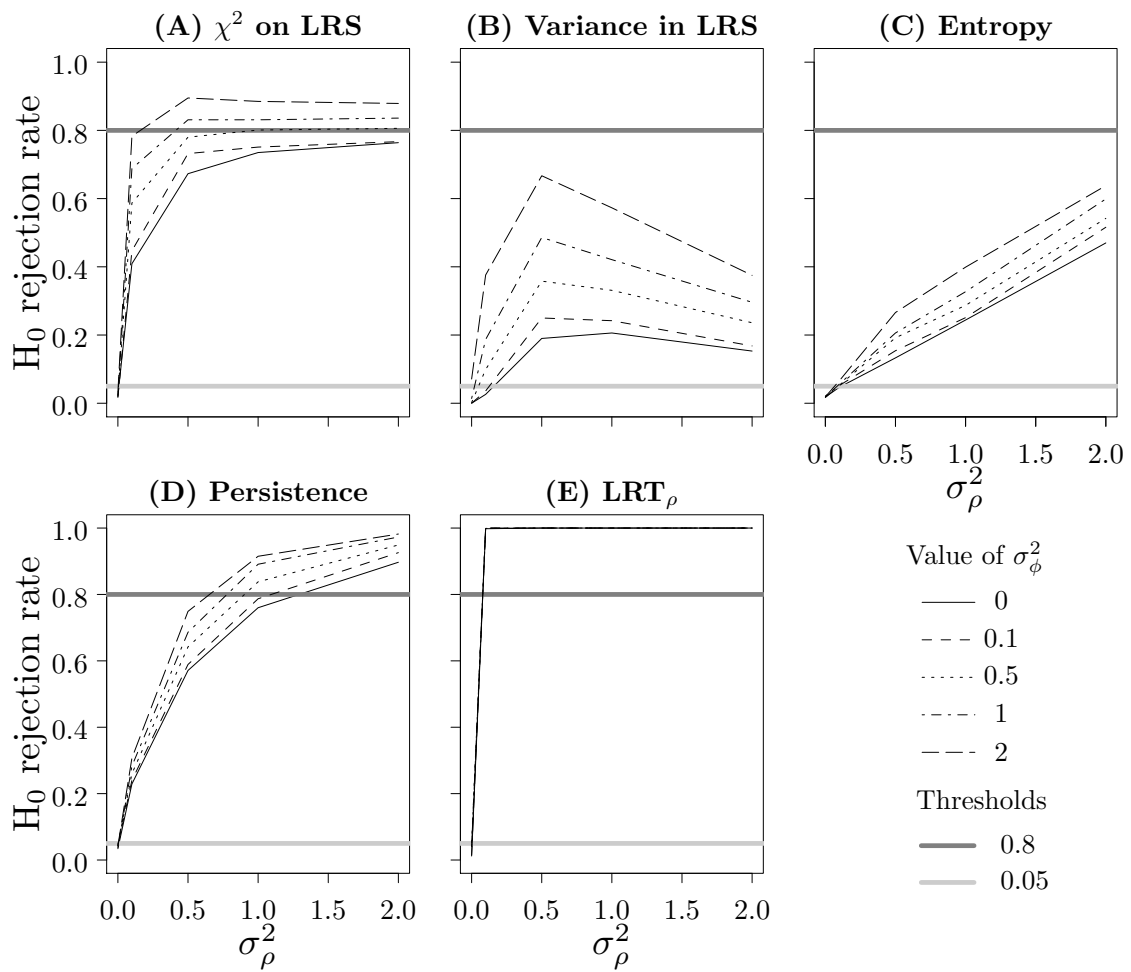 (A) χ² on LRS
(B) Variance in LRS
(C) Entropy
H₀ rejection rate
1.0
0.8
0.6
0.4
0.2
0.0
0.0 0.5 1.0 1.5 2.0
σ²ρ
(D) Persistence
(E) LRTρ
H₀ rejection rate
1.0
0.8
0.6
0.4
0.2
0.0
0.0 0.5 1.0 1.5 2.0
σ²ρ
0.0 0.5 1.0 1.5 2.0
σ²ρ
Value of σ²ϕ
0
0.1
0.5
1
2
Thresholds
0.8
0.05